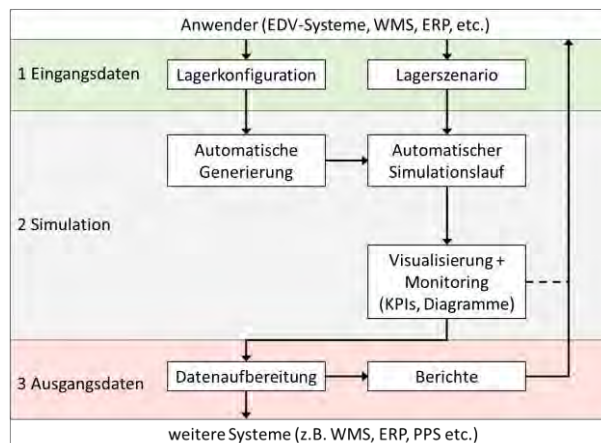 Anwender (EDV-Systeme, WMS, ERP, etc.)
1 Eingangsdaten
Lagerkonfiguration
Lagerszenario
Automatische
Generierung
Automatischer
Simulationslauf
2 Simulation
Visualisierung +
Monitoring
(KPIs, Diagramme)
3 Ausgangsdaten
Datenaufbereitung
Berichte
weitere Systeme (z.B. WMS, ERP, PPS etc.)